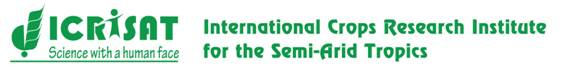 ICRISAT
Science with a human face
International Crops Research Institute
for the Semi-Arid Tropics